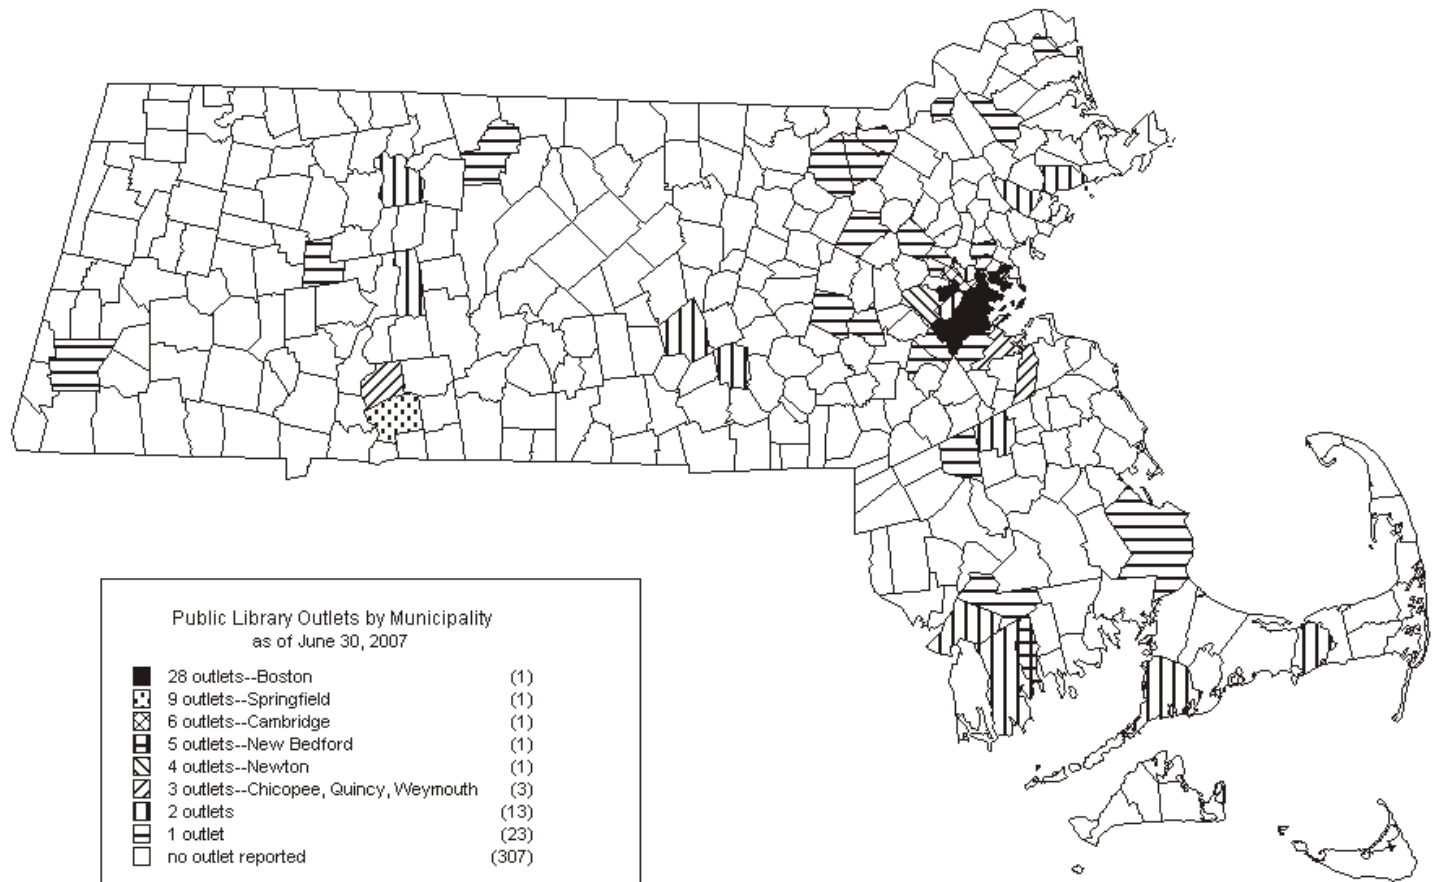 Public Library Outlets by Municipality
as of June 30, 2007
28 outlets--Boston (1)
9 outlets--Springfield (1)
6 outlets--Cambridge (1)
5 outlets--New Bedford (1)
4 outlets--Newton (1)
3 outlets--Chicopee, Quincy, Weymouth (3)
2 outlets (13)
1 outlet (23)
no outlet reported (307)